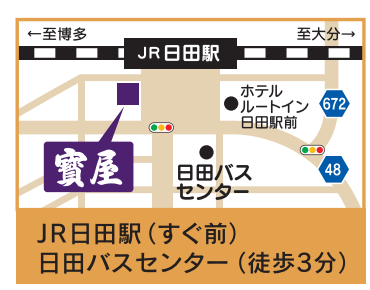 ←至博多
至大分→
JR日田駅
ホテル
ルートイン
日田駅前
672
寳屋
日田バス
センター
48
JR日田駅(すぐ前)
日田バスセンター(徒歩3分)